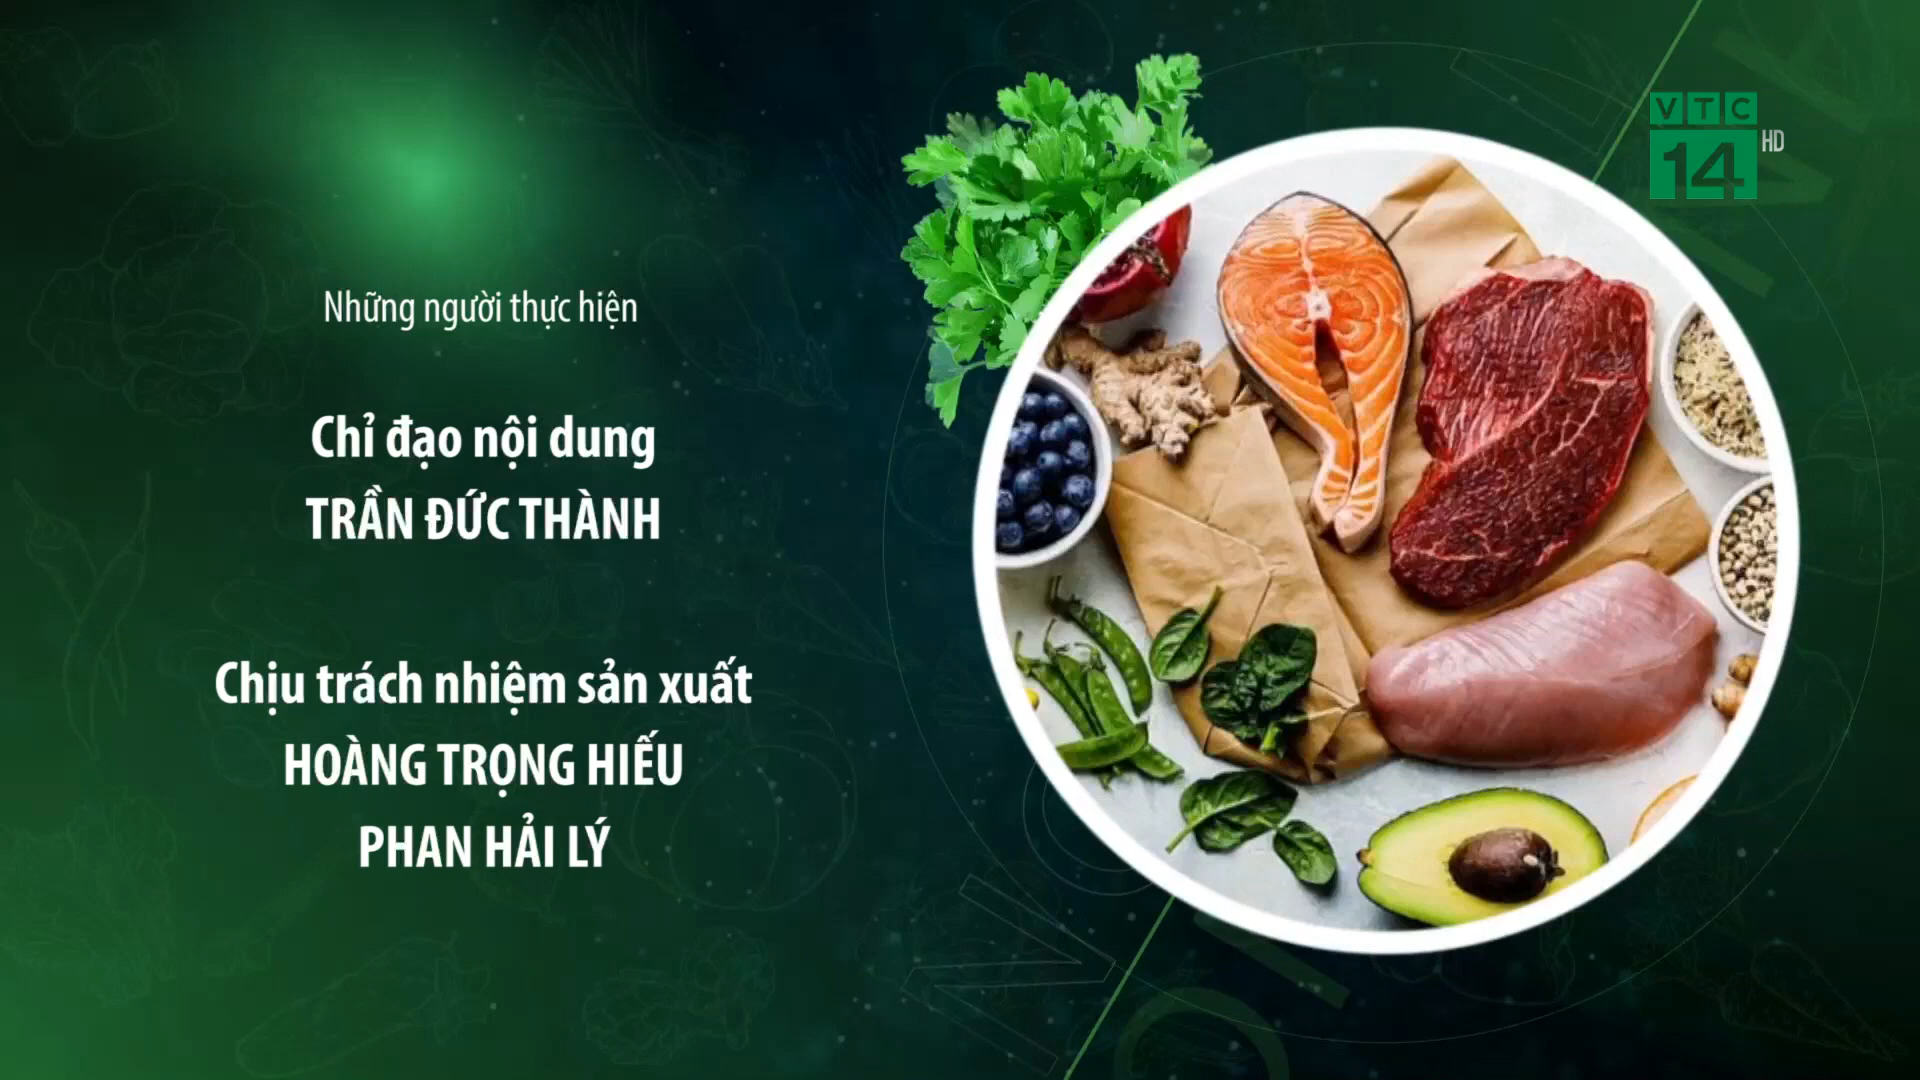 VTC
14 HD
Những người thực hiện
Chỉ đạo nội dung
TRẦN ĐỨC THÀNH
Chịu trách nhiệm sản xuất
HOÀNG TRỌNG HIẾU
PHAN HẢI LÝ